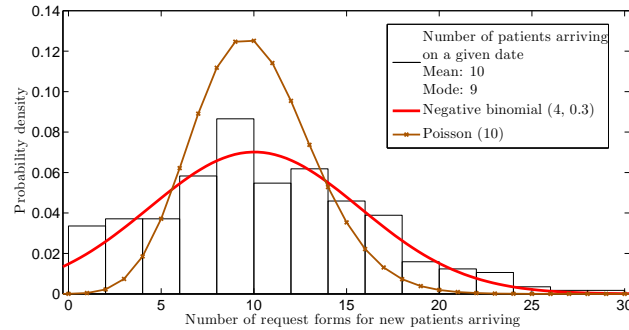 0.14
0.12
0.10
0.08
0.06
0.04
0.02
0
Probability density
Number of patients arriving
on a given date
Mean: 10
Mode: 9
Negative binomial (4, 0.3)
Poisson (10)
0 5 10 15 20 25 30
Number of request forms for new patients arriving